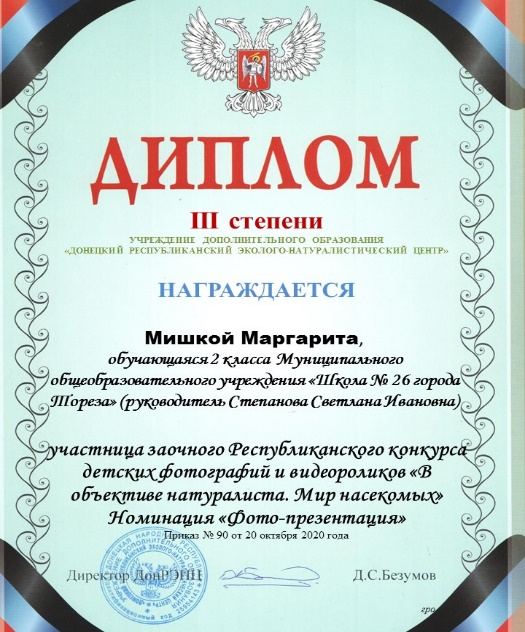 ДИПЛОМ
III степени
УЧРЕЖДЕНИЕ ДОПОЛНИТЕЛЬНОГО ОБРАЗОВАНИЯ
«ДОНЕЦКИЙ РЕСПУБЛИКАНСКИЙ ЭКОЛОГО-НАТУРАЛИСТИЧЕСКИЙ ЦЕНТР»
НАГРАЖДАЕТСЯ
Мишкой Маргарита,
обучающаяся 2 класса Муниципального
общеобразовательного учреждения «Школа № 26 города
Тореза» (руководитель Степанова Светлана Ивановна)
участница заочного Республиканского конкурса
детских фотографий и видеороликов «В
объективе натуралиста. Мир насекомых»
Номинация «Фото-презентация»
Приказ № 90 от 20 октября 2020 года
Директор ДонРЭНЦ Д.С.Безумов
гра